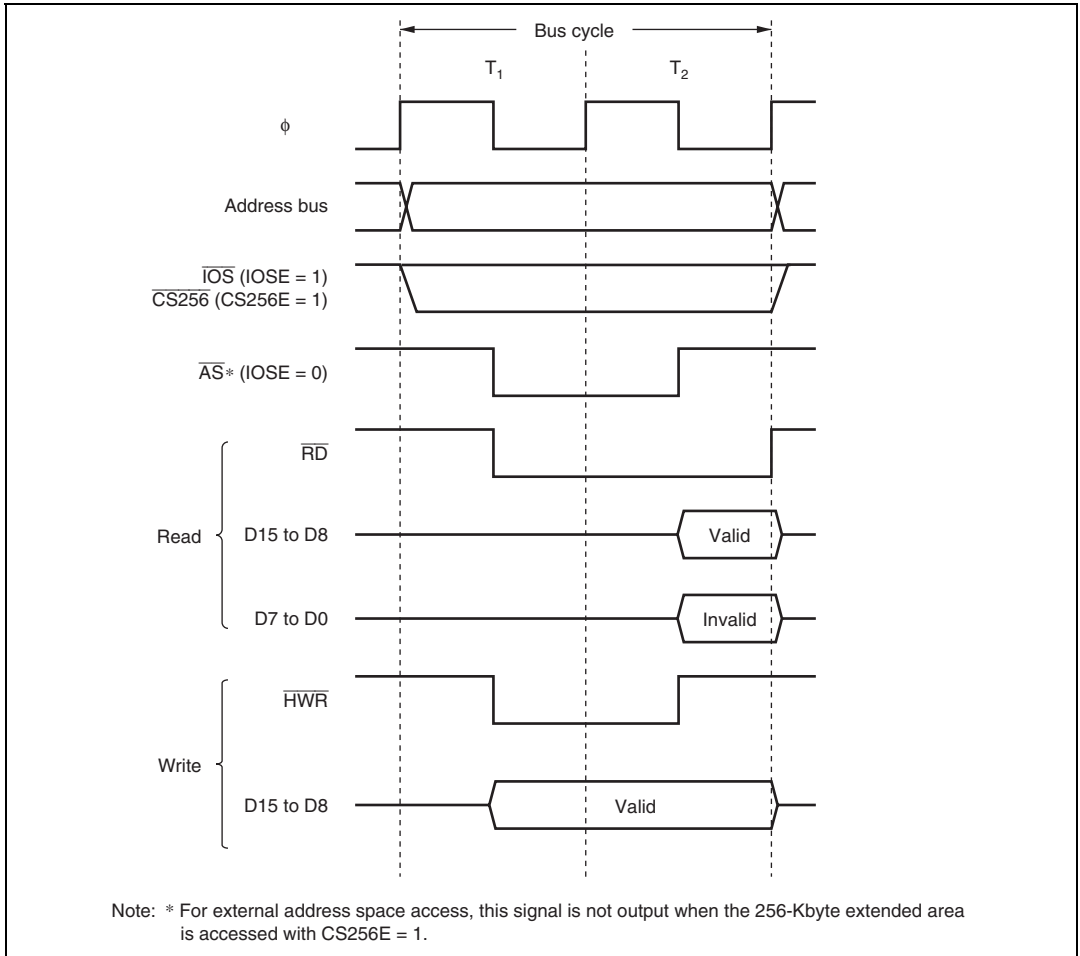 Bus cycle
T1 T2
ϕ
Address bus
IOS (IOSE = 1)
CS256 (CS256E = 1)
AS* (IOSE = 0)
RD
Read
D15 to D8
Valid
D7 to D0
Invalid
HWR
Write
D15 to D8
Valid
Note: * For external address space access, this signal is not output when the 256-Kbyte extended area
is accessed with CS256E = 1.